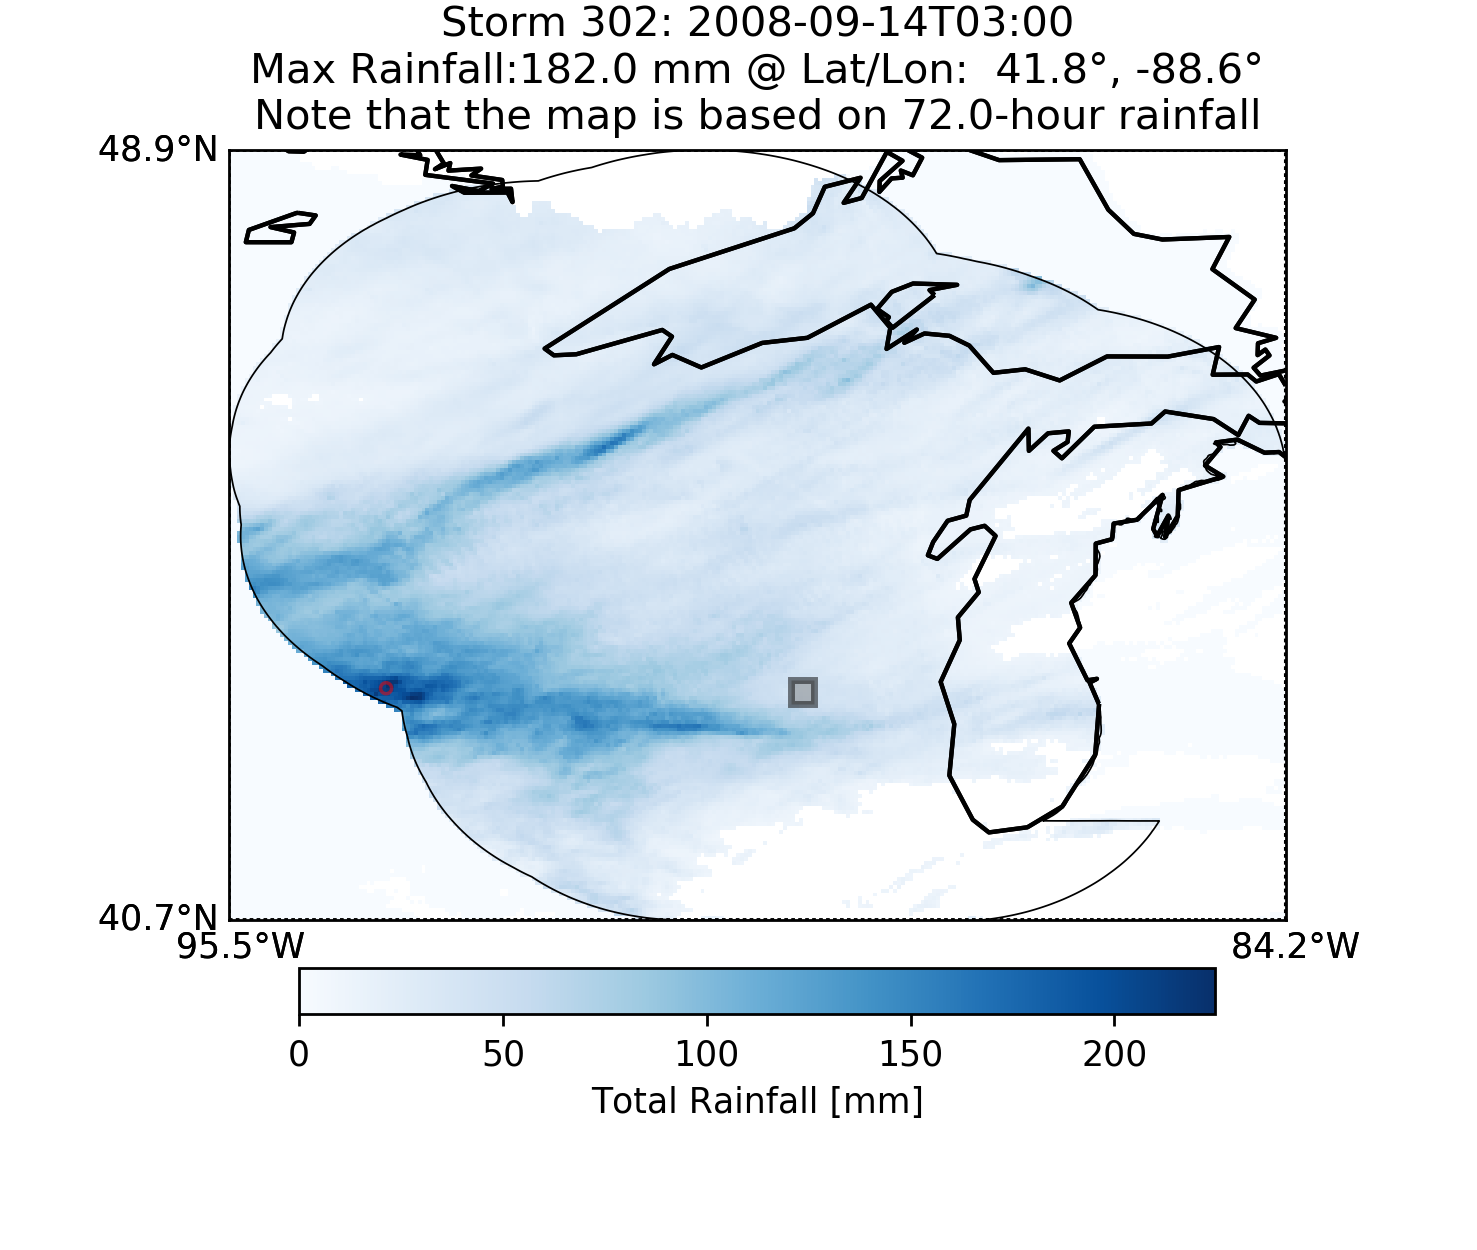 Storm 302: 2008-09-14T03:00
Max Rainfall:182.0 mm @ Lat/Lon:  41.8°, -88.6°
Note that the map is based on 72.0-hour rainfall
48.9°N
40.7°N
95.5°W
84.2°W
0
50
100
150
200
Total Rainfall [mm]